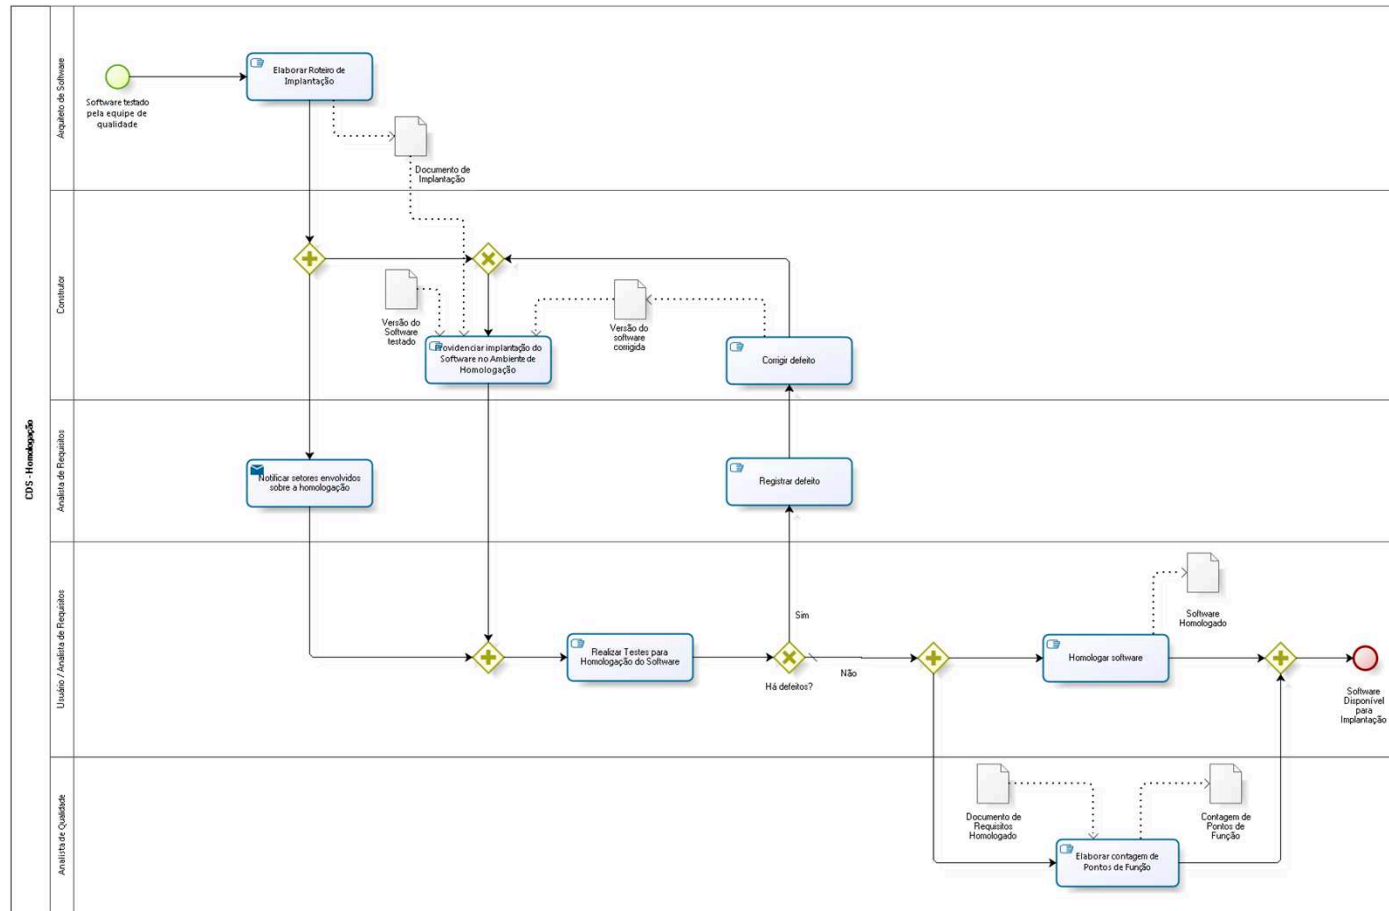 CDS - Homologação
Arquiteto de Software
Software testado
pela equipe de
qualidade
Elaborar Roteiro de
Implantação
Documento de
Implantação
Construtor
Versão do
Software
testado
Providenciar implantação do
Software no Ambiente de
Homologação
Versão do
software
corrigida
Corrigir defeito
Analista de Requisitos
Notificar setores envolvidos
sobre a homologação
Registrar defeito
Usuário / Analista de Requisitos
Realizar Testes para
Homologação do Software
Sim
Há defeitos?
Não
Homologar software
Software
Homologado
Software
Disponível
para
Implantação
Analista de Qualidade
Documento de
Requisitos
Homologado
Elaborar contagem de
Pontos de Função
Contagem de
Pontos de
Função